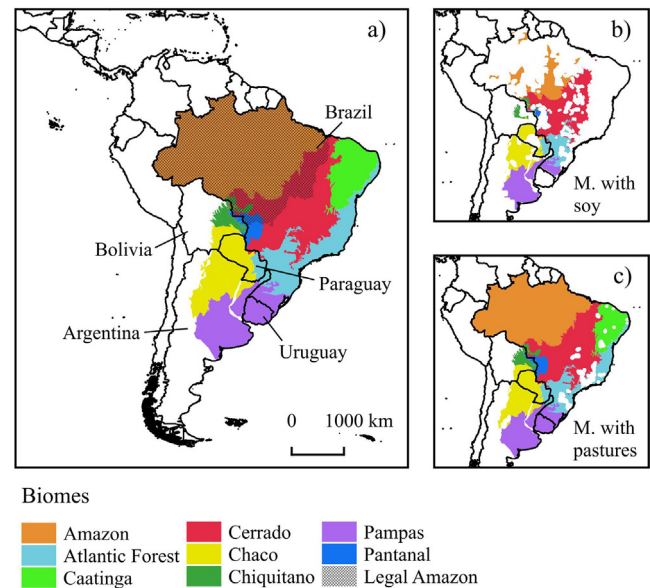 a)
Brazil
Bolivia
Paraguay
Argentina
Uruguay
0 1000 km
b)
M. with
soy
c)
M. with
pastures
Biomes
Amazon
Atlantic Forest
Caatinga
Cerrado
Chaco
Chiquitano
Pampas
Pantanal
Legal Amazon